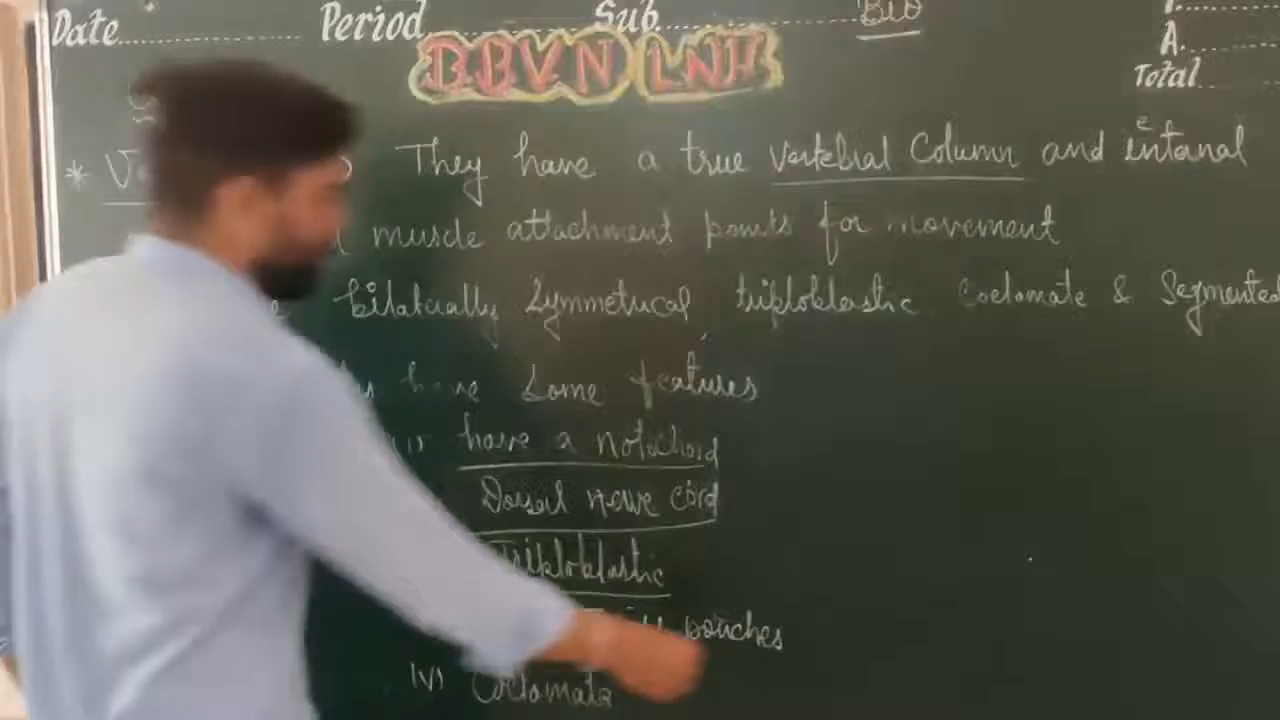 Date Period Sub. Bio
A.
Total
BBVN LNH
* They have a true Vertebral Column and internal
muscle attachment points for movement
bilaterally Symmetrical triploblastic Coelomate & Segmented
have Some features
have a notochord
Dorsal nerve cord
Triploblastic
pouches
(v) Coelomate